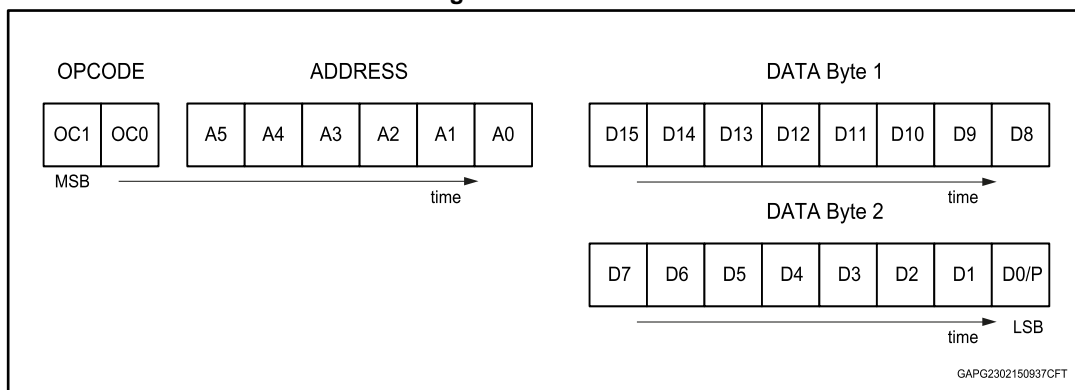 OPCODE ADDRESS DATA Byte 1
OC1 OC0 A5 A4 A3 A2 A1 A0 D15 D14 D13 D12 D11 D10 D9 D8
MSB time time
DATA Byte 2
D7 D6 D5 D4 D3 D2 D1 D0/P
time LSB
GAPG2302150937CFT